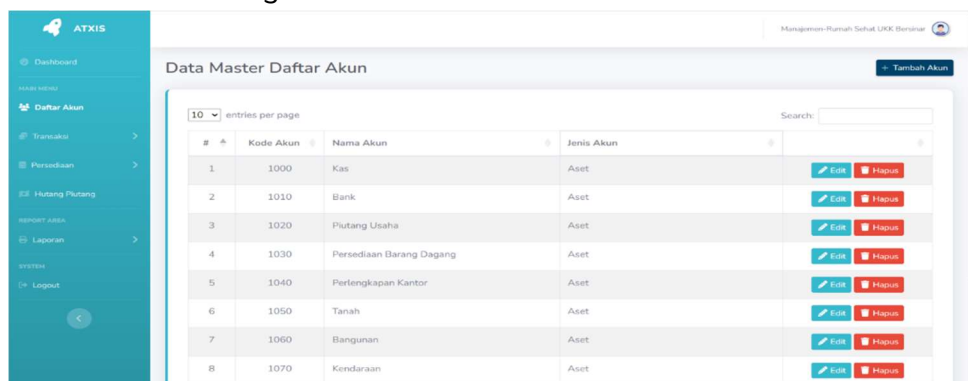 ATXIS
Manajemen-Rumah Sehat UKK Bersinar
Dashboard
Data Master Daftar Akun
+ Tambah Akun
MAIN MENU
Daftar Akun
10 entries per page
Search:
Transaksi
# Kode Akun Nama Akun Jenis Akun
Persediaan
1 1000 Kas Aset Edit Hapus
Hutang Piutang
2 1010 Bank Aset Edit Hapus
REPORT AREA
3 1020 Piutang Usaha Aset Edit Hapus
Laporan
4 1030 Persediaan Barang Dagang Aset Edit Hapus
SYSTEM
Logout
5 1040 Perlengkapan Kantor Aset Edit Hapus
6 1050 Tanah Aset Edit Hapus
7 1060 Bangunan Aset Edit Hapus
8 1070 Kendaraan Aset Edit Hapus